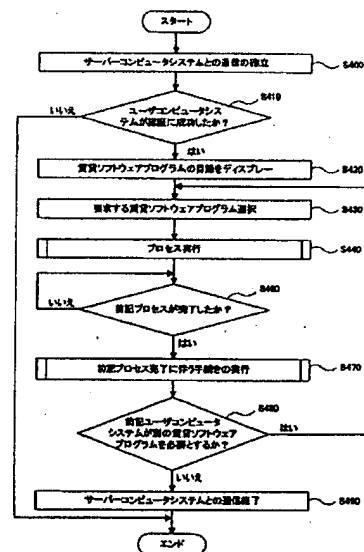 スタート
サーバーコンピュータシステムとの通信の確立
S400
S410
ユーザコンピュータシス
テムが認証に成功したか？
いいえ
はい
賃貸ソフトウェアプログラムの目録をディスプレー
S420
要求する賃貸ソフトウェアプログラム選択
S430
プロセス実行
S440
S460
前記プロセスが完了したか？
いいえ
はい
前記プロセス完了に伴う手続きの実行
S470
S480
前記ユーザコンピュータ
システムが別の賃貸ソフトウェア
プログラムを必要とするか？
はい
いいえ
サーバーコンピュータシステムとの通信終了
S490
エンド